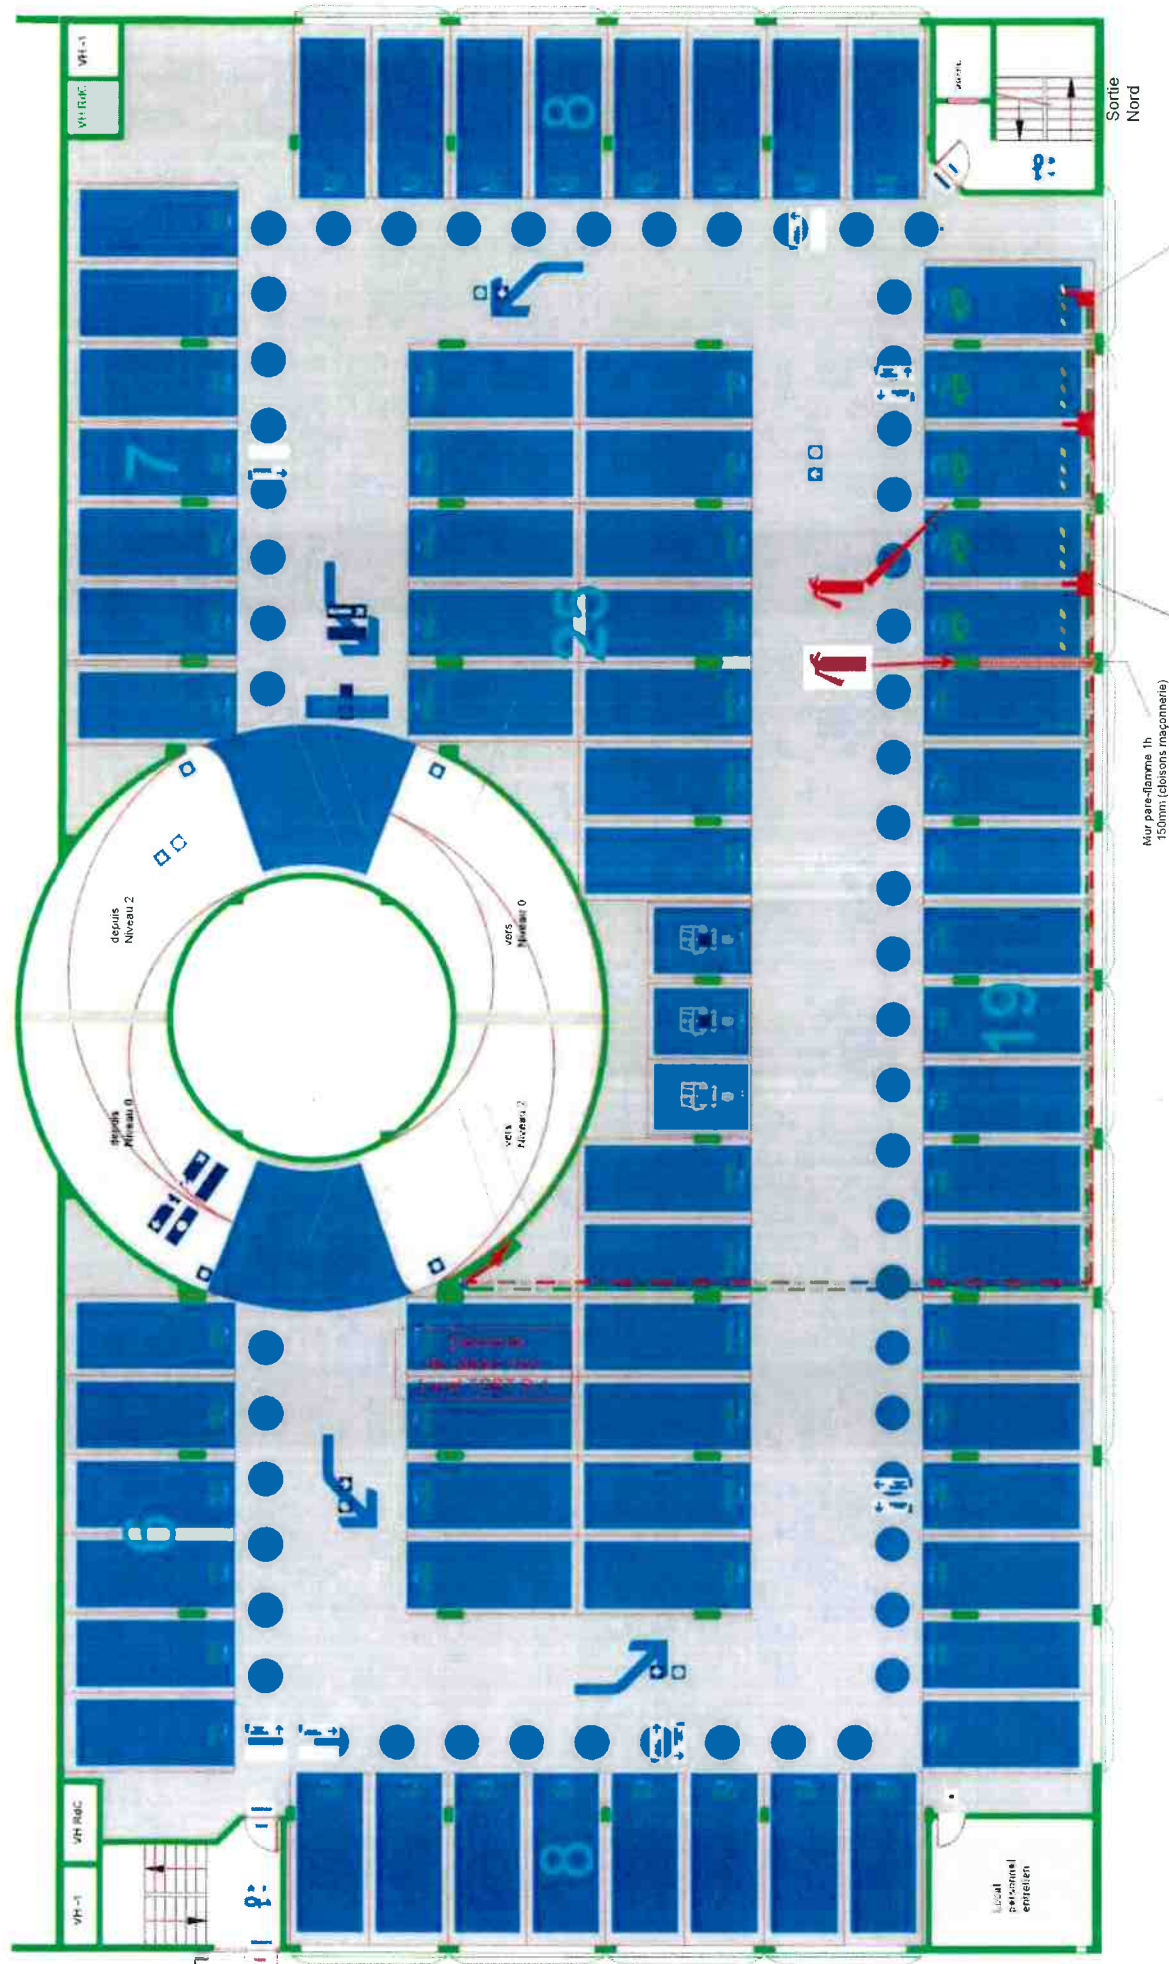 VH -1
VH RdC
8
Sortie
Nord
7
25
Mur pare-flamme 1h
150mm (cloisons maçonnerie)
depuis
Niveau 2
vers
Niveau 0
depuis
Niveau 0
vers
Niveau 2
19
6
VH RdC
VH -1
8
Local
personnel
entretien